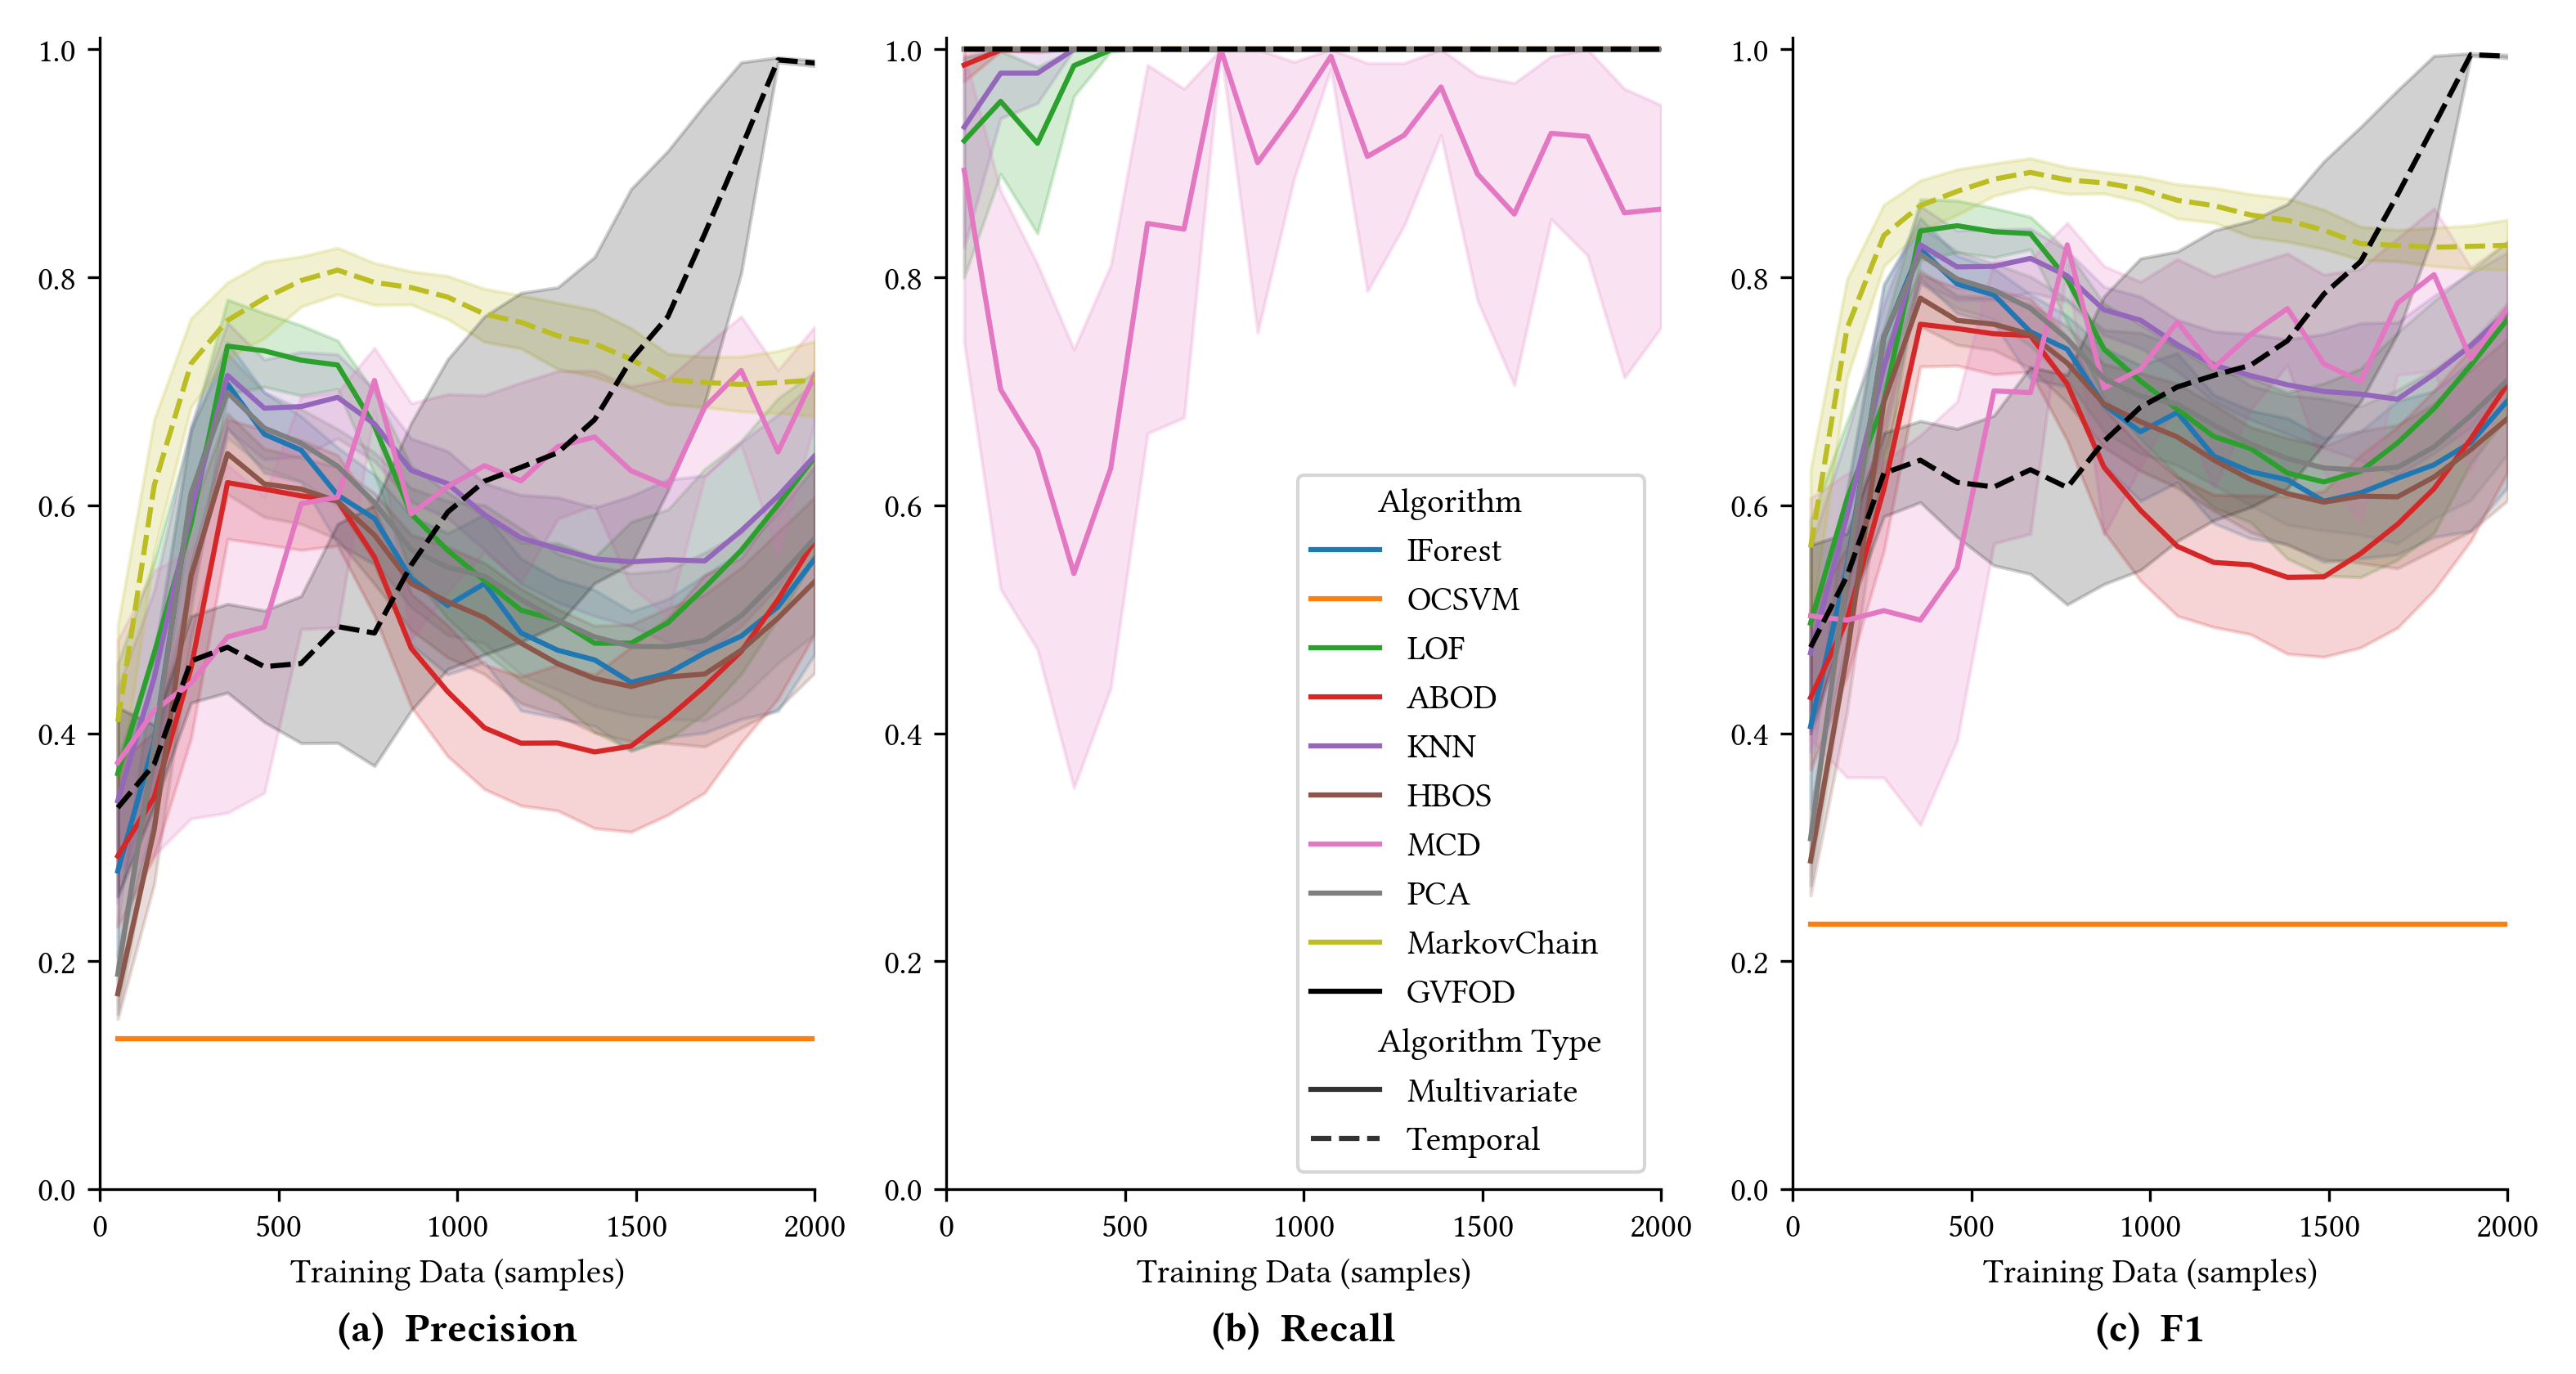 1.0
0.8
0.6
0.4
0.2
0.0
0 500 1000 1500 2000
Training Data (samples)
(a) Precision
1.0
0.8
0.6
0.4
0.2
0.0
0 500 1000 1500 2000
Training Data (samples)
(b) Recall
Algorithm
IForest
OCSVM
LOF
ABOD
KNN
HBOS
MCD
PCA
MarkovChain
GVFOD
Algorithm Type
Multivariate
Temporal
1.0
0.8
0.6
0.4
0.2
0.0
0 500 1000 1500 2000
Training Data (samples)
(c) F1